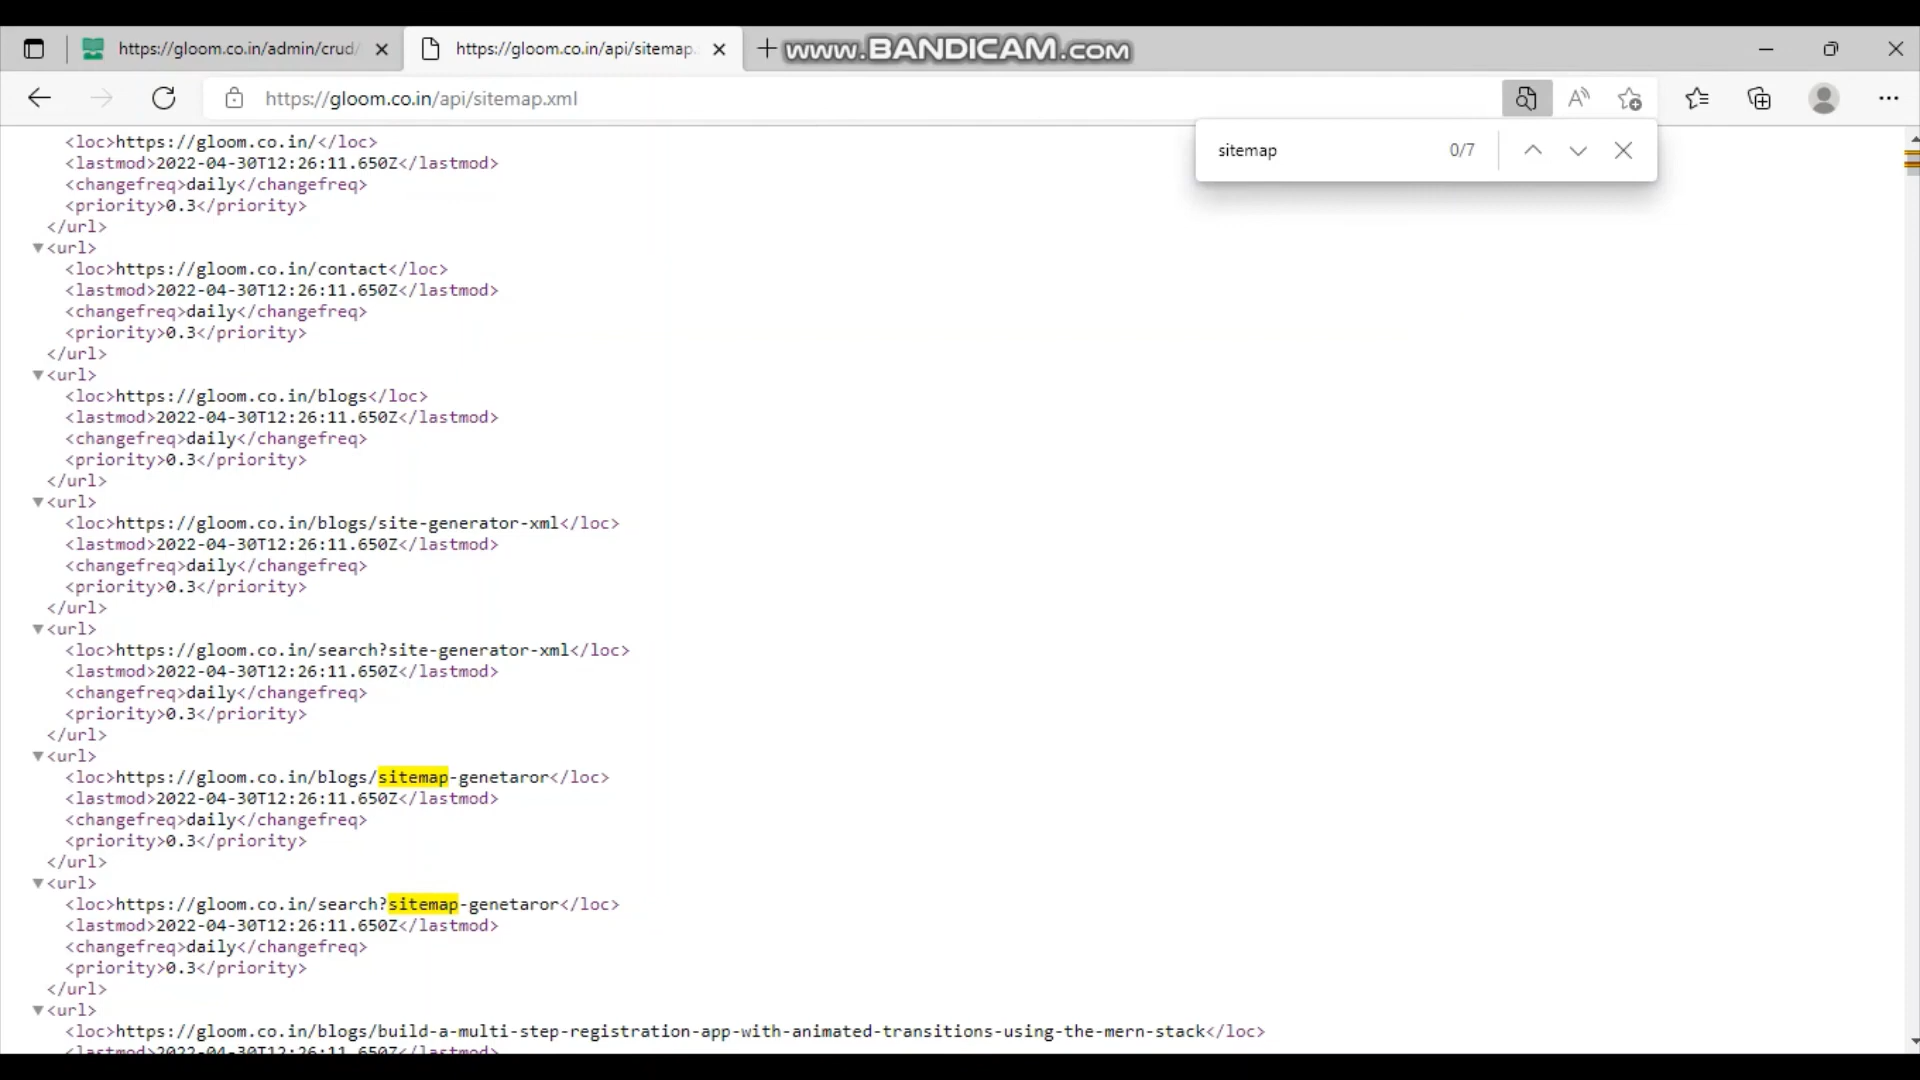 https://gloom.co.in/admin/crud/
https://gloom.co.in/api/sitemap.
www.BANDICAM.com
https://gloom.co.in/api/sitemap.xml
sitemap 0/7
<loc>https://gloom.co.in/</loc>
<lastmod>2022-04-30T12:26:11.650Z</lastmod>
<changefreq>daily</changefreq>
<priority>0.3</priority>
</url>
▼<url>
<loc>https://gloom.co.in/contact</loc>
<lastmod>2022-04-30T12:26:11.650Z</lastmod>
<changefreq>daily</changefreq>
<priority>0.3</priority>
</url>
▼<url>
<loc>https://gloom.co.in/blogs</loc>
<lastmod>2022-04-30T12:26:11.650Z</lastmod>
<changefreq>daily</changefreq>
<priority>0.3</priority>
</url>
▼<url>
<loc>https://gloom.co.in/blogs/site-generator-xml</loc>
<lastmod>2022-04-30T12:26:11.650Z</lastmod>
<changefreq>daily</changefreq>
<priority>0.3</priority>
</url>
▼<url>
<loc>https://gloom.co.in/search?site-generator-xml</loc>
<lastmod>2022-04-30T12:26:11.650Z</lastmod>
<changefreq>daily</changefreq>
<priority>0.3</priority>
</url>
▼<url>
<loc>https://gloom.co.in/blogs/sitemap-genetaror</loc>
<lastmod>2022-04-30T12:26:11.650Z</lastmod>
<changefreq>daily</changefreq>
<priority>0.3</priority>
</url>
▼<url>
<loc>https://gloom.co.in/search?sitemap-genetaror</loc>
<lastmod>2022-04-30T12:26:11.650Z</lastmod>
<changefreq>daily</changefreq>
<priority>0.3</priority>
</url>
▼<url>
<loc>https://gloom.co.in/blogs/build-a-multi-step-registration-app-with-animated-transitions-using-the-mern-stack</loc>
<lastmod>2022-04-30T12:26:11.650Z</lastmod>